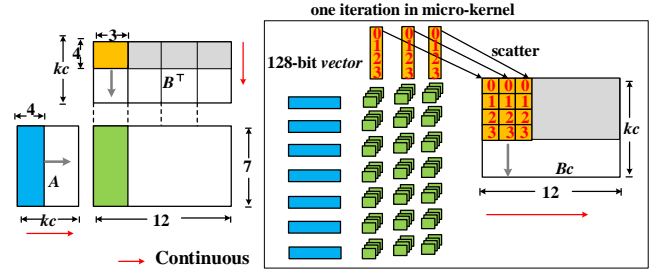 one iteration in micro-kernel
3
4
kc
B⊤
4
A
kc
12
7
Continuous
128-bit vector
0 0 0
1 1 1
2 2 2
3 3 3
scatter
0 0 0
1 1 1
2 2 2
3 3 3
kc
Bc
12